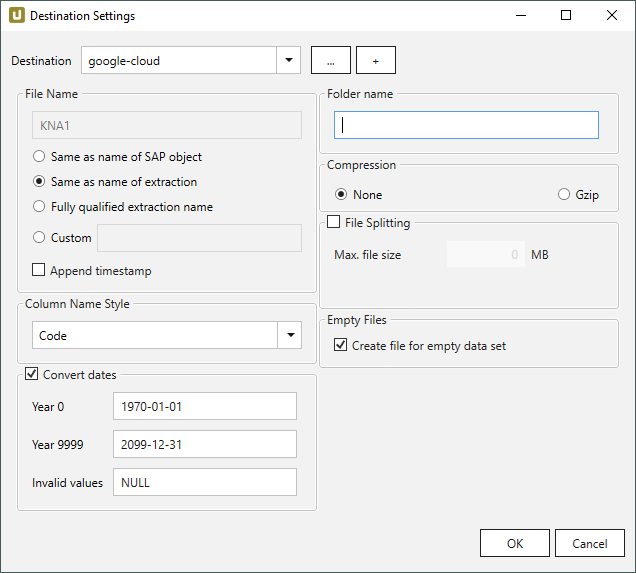 Destination Settings
Destination google-cloud ... +
File Name
KNA1
Same as name of SAP object
Same as name of extraction
Fully qualified extraction name
Custom
Append timestamp
Column Name Style
Code
Convert dates
Year 0 1970-01-01
Year 9999 2099-12-31
Invalid values NULL
Folder name
Compression
None Gzip
File Splitting
Max. file size 0 MB
Empty Files
Create file for empty data set
OK Cancel